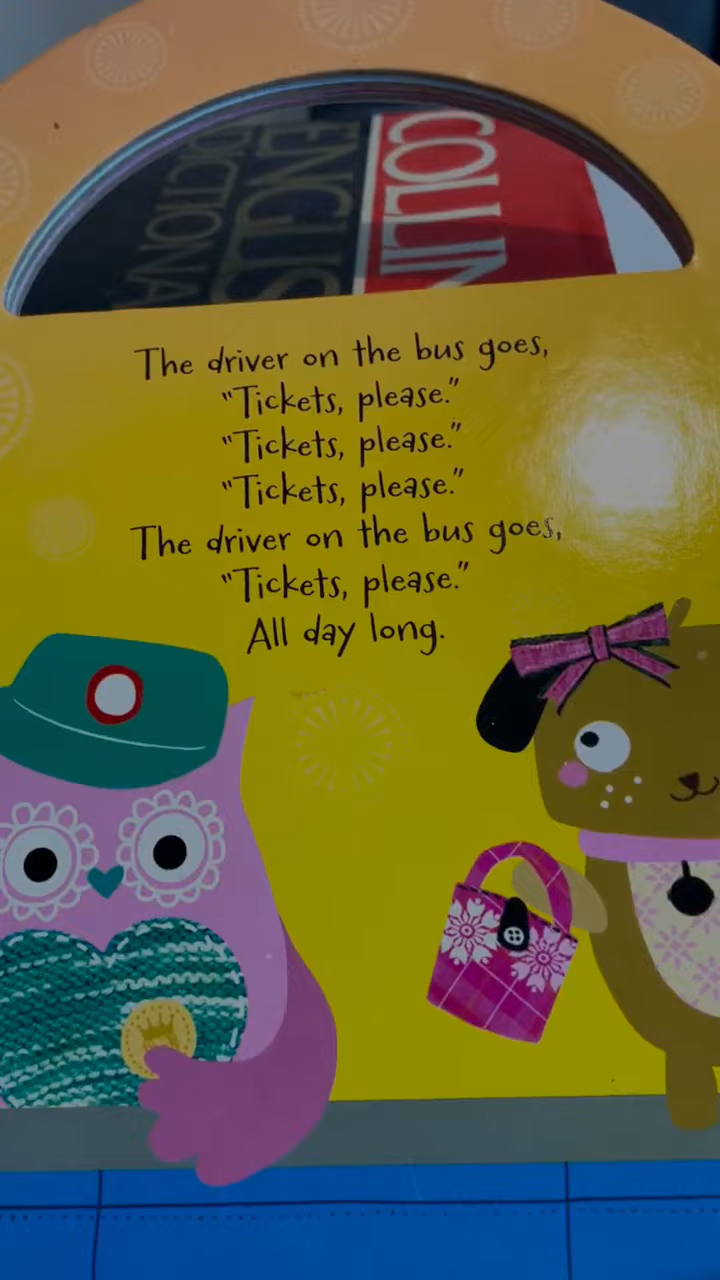 COLLIN
ENGLIS
DICTIONA
The driver on the bus goes,
"Tickets, please."
"Tickets, please."
"Tickets, please."
The driver on the bus goes,
"Tickets, please."
All day long.